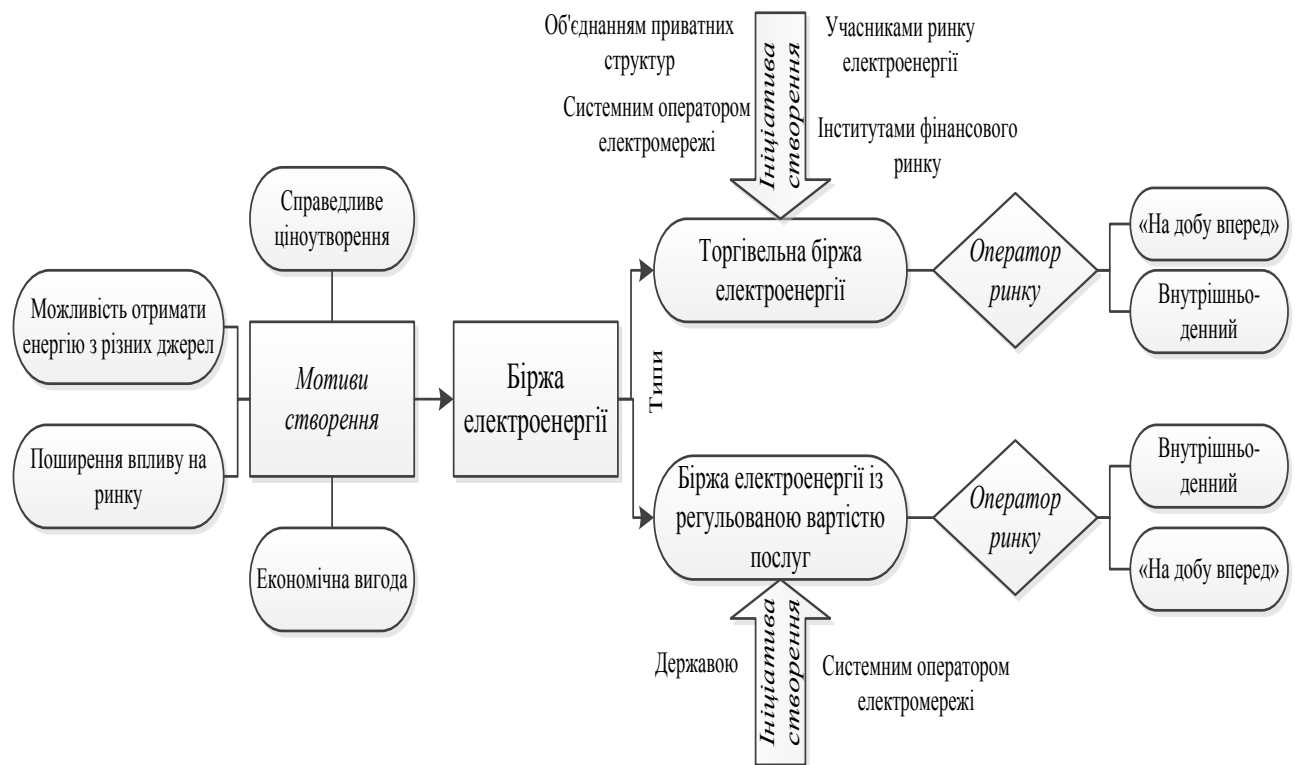 Об'єднанням приватних
структур
Системним оператором
електромережі
Ініціатива
створення
Учасниками ринку
електроенергії
Інститутами фінансового
ринку
Справедливе
ціноутворення
Можливість отримати
енергію з різних джерел
Поширення впливу на
ринку
Мотиви
створення
Економічна вигода
Біржа
електроенергії
Типи
Торгівельна біржа
електроенергії
Оператор
ринку
«На добу вперед»
Внутрішньо-
денний
Біржа електроенергії із
регульованою вартістю
послуг
Оператор
ринку
Внутрішньо-
денний
«На добу вперед»
Державою
Ініціатива
створення
Системним оператором
електромережі